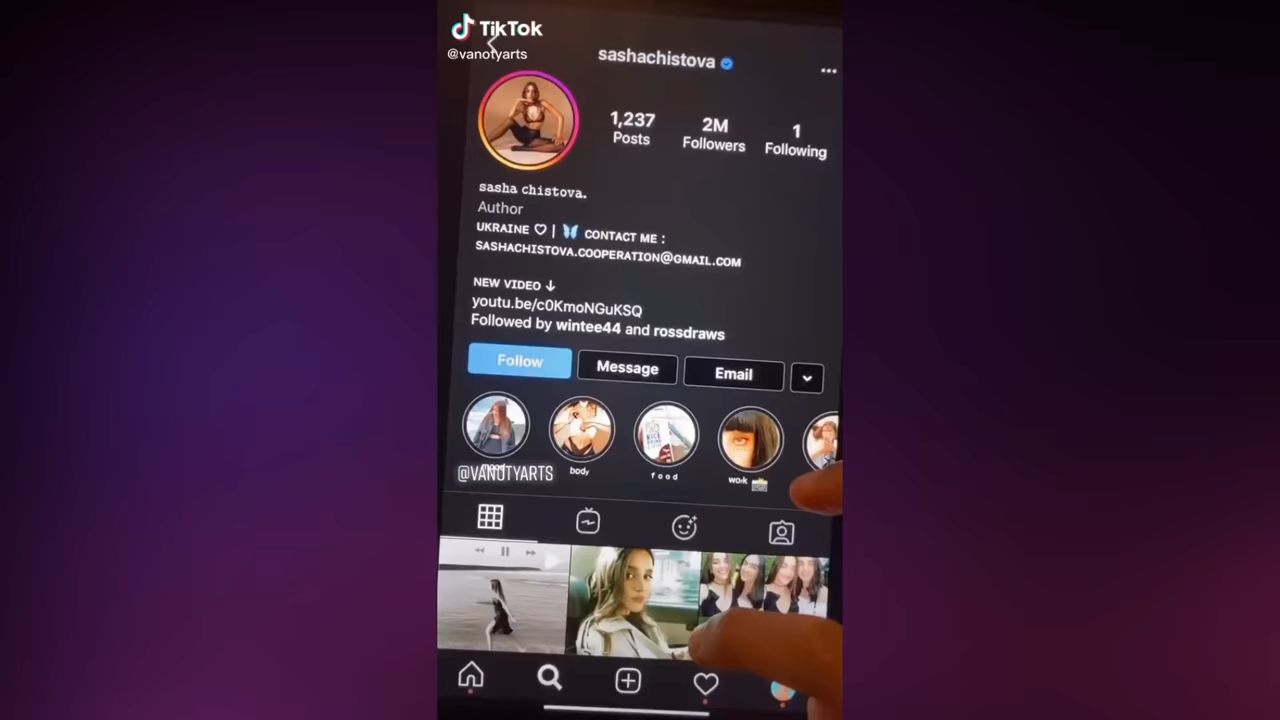 TikTok
@vanotyarts
sashachistova
1,237 2M 1
Posts Followers Following
sasha chistova.
Author
UKRAINE ♡ | 🦋 CONTACT ME :
SASHACHISTOVA.COOPERATION@GMAIL.COM
NEW VIDEO ↓
youtu.be/c0KmoNGuKSQ
Followed by wintee44 and rossdraws
Follow Message Email
@VANOTYARTS
body food work 📸